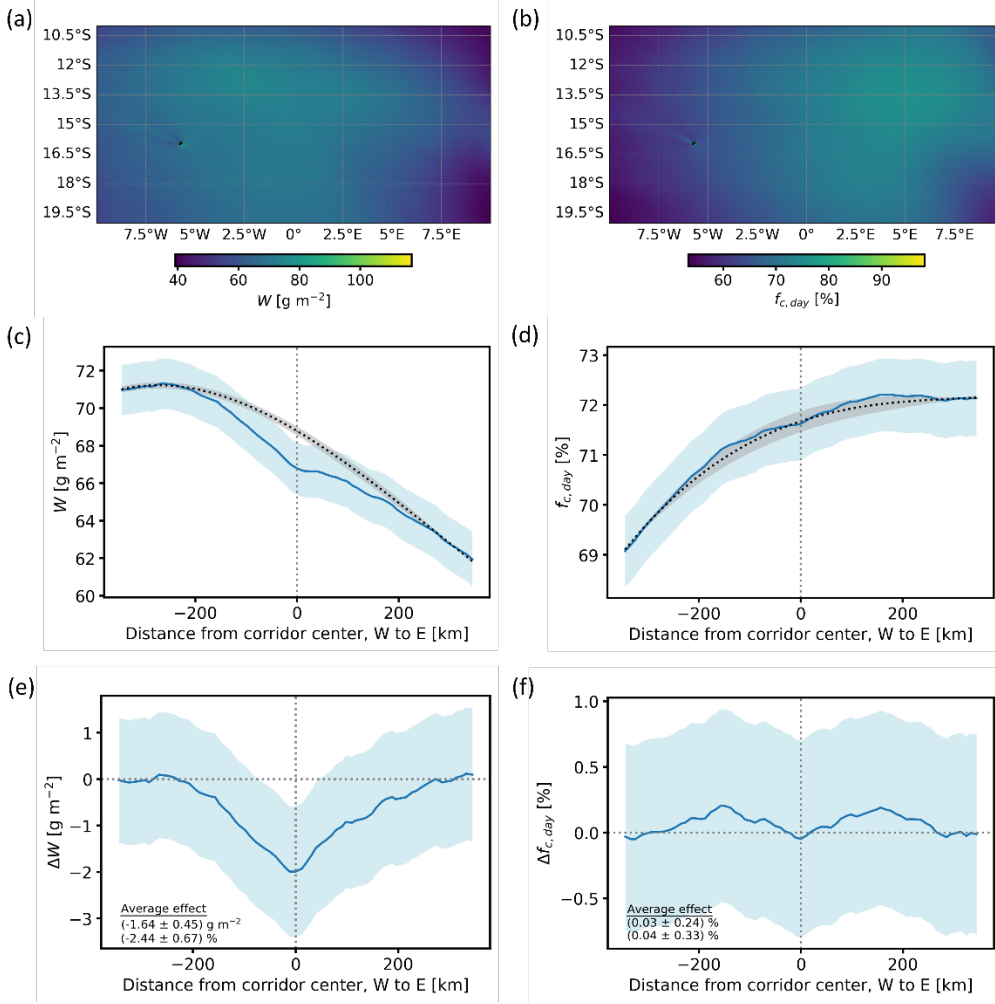 (a)
10.5°S
12°S
13.5°S
15°S
16.5°S
18°S
19.5°S
7.5°W 5°W 2.5°W 0° 2.5°E 5°E 7.5°E
40 60 80 100
W [g m⁻²]
(b)
10.5°S
12°S
13.5°S
15°S
16.5°S
18°S
19.5°S
7.5°W 5°W 2.5°W 0° 2.5°E 5°E 7.5°E
60 70 80 90
f_c,day [%]
(c)
72
70
68
66
64
62
60
W [g m⁻²]
−200 0 200
Distance from corridor center, W to E [km]
(d)
73
72
71
70
69
f_c,day [%]
−200 0 200
Distance from corridor center, W to E [km]
(e)
1
0
−1
−2
−3
ΔW [g m⁻²]
Average effect
(-1.64 ± 0.45) g m⁻²
(-2.44 ± 0.67) %
−200 0 200
Distance from corridor center, W to E [km]
(f)
1.0
0.5
0.0
−0.5
Δf_c,day [%]
Average effect
(0.03 ± 0.24) %
(0.04 ± 0.33) %
−200 0 200
Distance from corridor center, W to E [km]